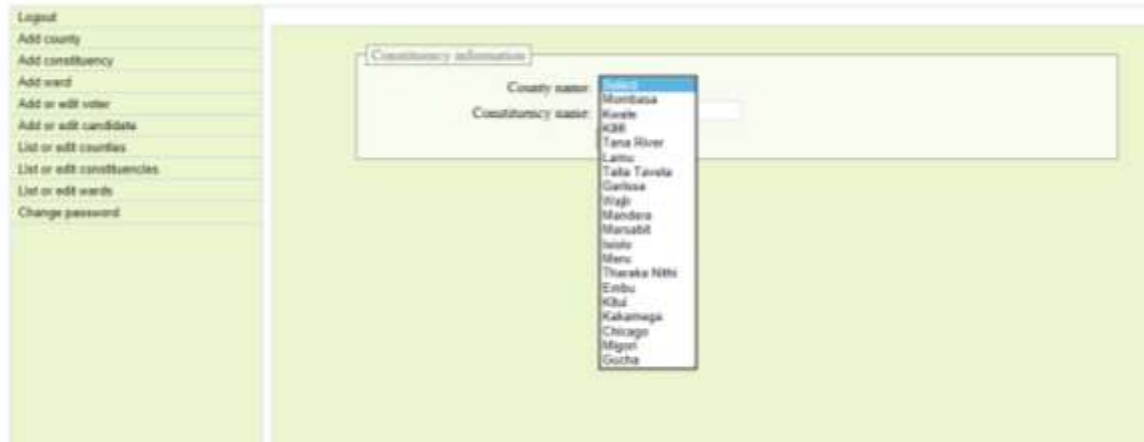 Logout
Add county
Add constituency
Add ward
Add or edit voter
Add or edit candidate
List or edit counties
List or edit constituencies
List or edit wards
Change password
Constituency information
County name:
Select
Constituency name:
Mombasa
Kwale
Kilifi
Tana River
Lamu
Taita Taveta
Garissa
Wajir
Mandera
Marsabit
Isiolo
Meru
Tharaka Nithi
Embu
Kitui
Kakamega
Chicago
Migori
Gucha